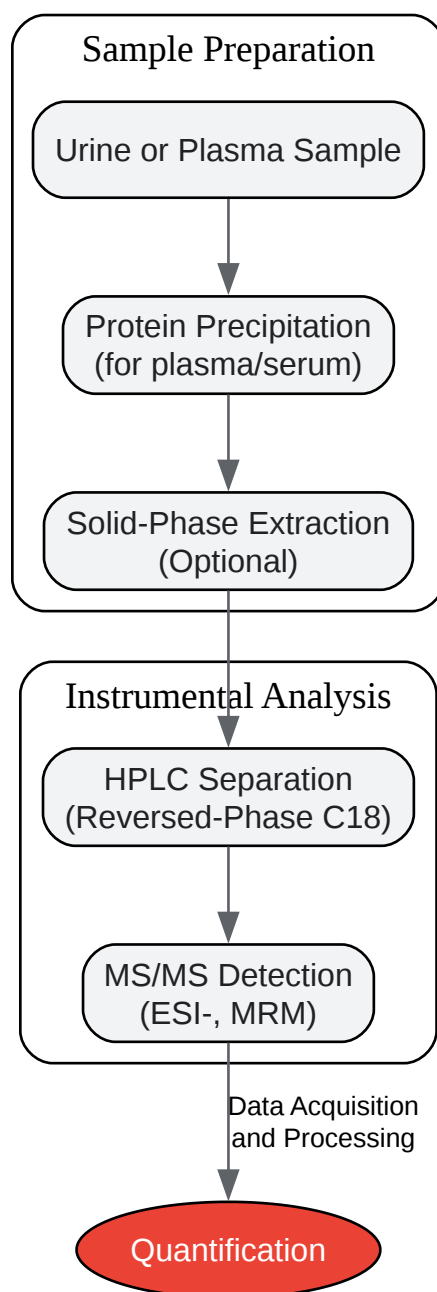 Sample Preparation
Urine or Plasma Sample
Protein Precipitation
(for plasma/serum)
Solid-Phase Extraction
(Optional)
Instrumental Analysis
HPLC Separation
(Reversed-Phase C18)
MS/MS Detection
(ESI-, MRM)
Data Acquisition
and Processing
Quantification